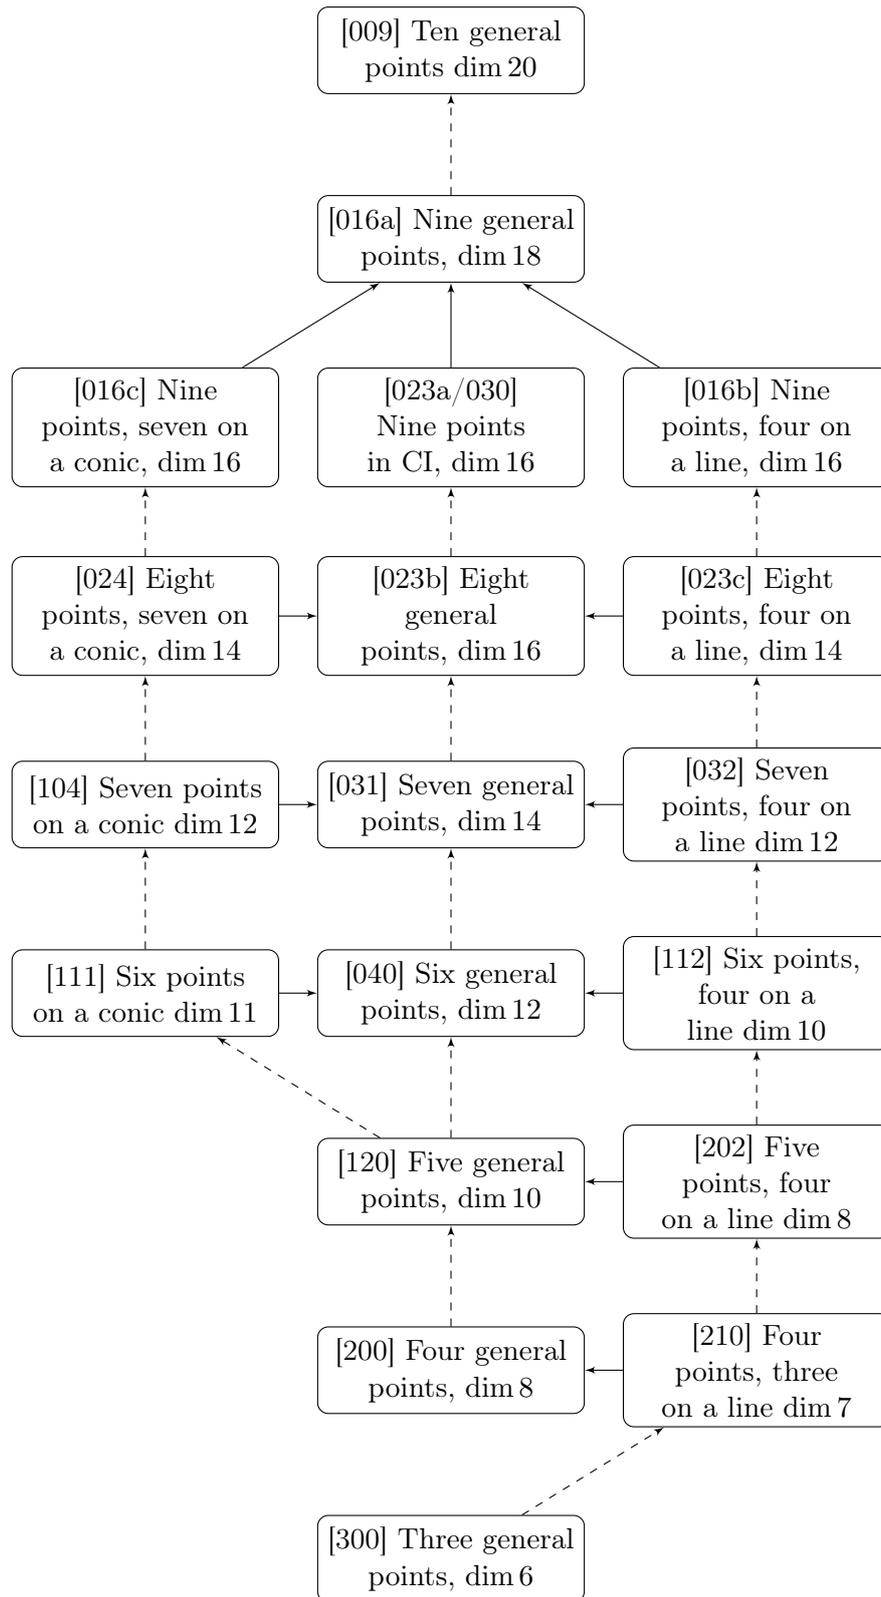 [009] Ten general
points dim 20
[016a] Nine general
points, dim 18
[016c] Nine
points, seven on
a conic, dim 16
[023a/030]
Nine points
in CI, dim 16
[016b] Nine
points, four on
a line, dim 16
[024] Eight
points, seven on
a conic, dim 14
[023b] Eight
general
points, dim 16
[023c] Eight
points, four on
a line, dim 14
[104] Seven points
on a conic dim 12
[031] Seven general
points, dim 14
[032] Seven
points, four on
a line dim 12
[111] Six points
on a conic dim 11
[040] Six general
points, dim 12
[112] Six points,
four on a
line dim 10
[120] Five general
points, dim 10
[202] Five
points, four
on a line dim 8
[200] Four general
points, dim 8
[210] Four
points, three
on a line dim 7
[300] Three general
points, dim 6